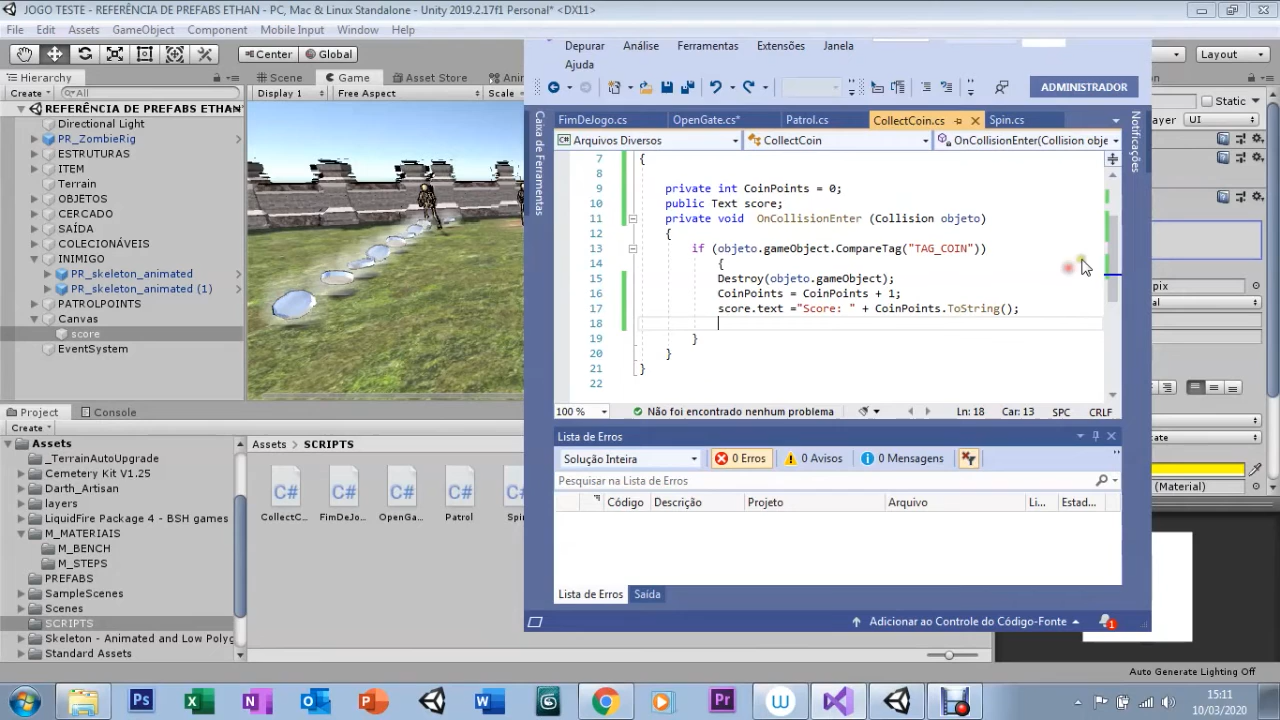 JOGO TESTE - REFERÊNCIA DE PREFABS ETHAN - PC, Mac & Linux Standalone - Unity 2019.2.17f1 Personal* <DX11>
File Edit Assets GameObject Component Mobile Input Window Help
Center Global Layout
Hierarchy Scene Game Asset Store
Create All Display 1 Free Aspect Scale
REFERÊNCIA DE PREFABS ETHAN*
Directional Light
PR_ZombieRig
ESTRUTURAS
ITEM
Terrain
OBJETOS
CERCADO
SAÍDA
COLECIONÁVEIS
INIMIGO
PR_skeleton_animated
PR_skeleton_animated (1)
PATROLPOINTS
Canvas
score
EventSystem
Depurar Análise Ferramentas Extensões Janela
Ajuda
ADMINISTRADOR
Caixa de Ferramentas
FimDeJogo.cs OpenGate.cs* Patrol.cs CollectCoin.cs Spin.cs
Arquivos Diversos CollectCoin OnCollisionEnter(Collision obje
Notificações
7 {
8
9 private int CoinPoints = 0;
10 public Text score;
11 private void OnCollisionEnter (Collision objeto)
12 {
13 if (objeto.gameObject.CompareTag("TAG_COIN"))
14 {
15 Destroy(objeto.gameObject);
16 CoinPoints = CoinPoints + 1;
17 score.text ="Score: " + CoinPoints.ToString();
18
19 }
20 }
21 }
22
100 % Não foi encontrado nenhum problema Ln: 18 Car: 13 SPC CRLF
Lista de Erros
Solução Inteira 0 Erros 0 Avisos 0 Mensagens
Pesquisar na Lista de Erros
Código Descrição Projeto Arquivo Li... Estad...
Lista de Erros Saída
Adicionar ao Controle do Código-Fonte 1
Static
UI
Project Console
Create
Assets
_TerrainAutoUpgrade
Cemetery Kit V1.25
Darth_Artisan
layers
LiquidFire Package 4 - BSH games
M_MATERIAIS
M_BENCH
M_STEPS
PREFABS
SampleScenes
Scenes
SCRIPTS
Skeleton - Animated and Low Polyg
Standard Assets
Assets > SCRIPTS
CollectC... FimDeJo... OpenGa... Patrol
(Material)
Auto Generate Lighting Off
15:11
10/03/2020